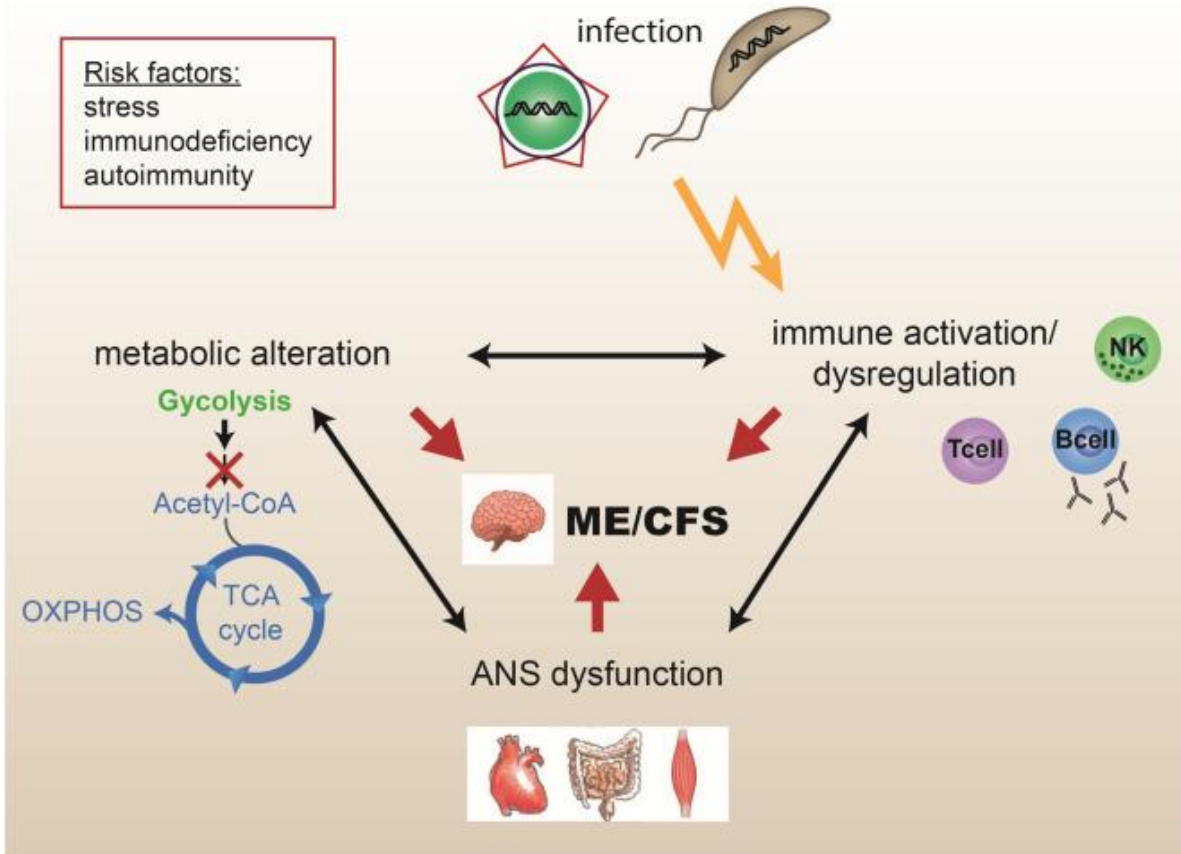 infection
Risk factors:
stress
immunodeficiency
autoimmunity
immune activation/
dysregulation
NK
Tcell
Bcell
metabolic alteration
Gycolysis
Acetyl-CoA
TCA
cycle
OXPHOS
ME/CFS
ANS dysfunction